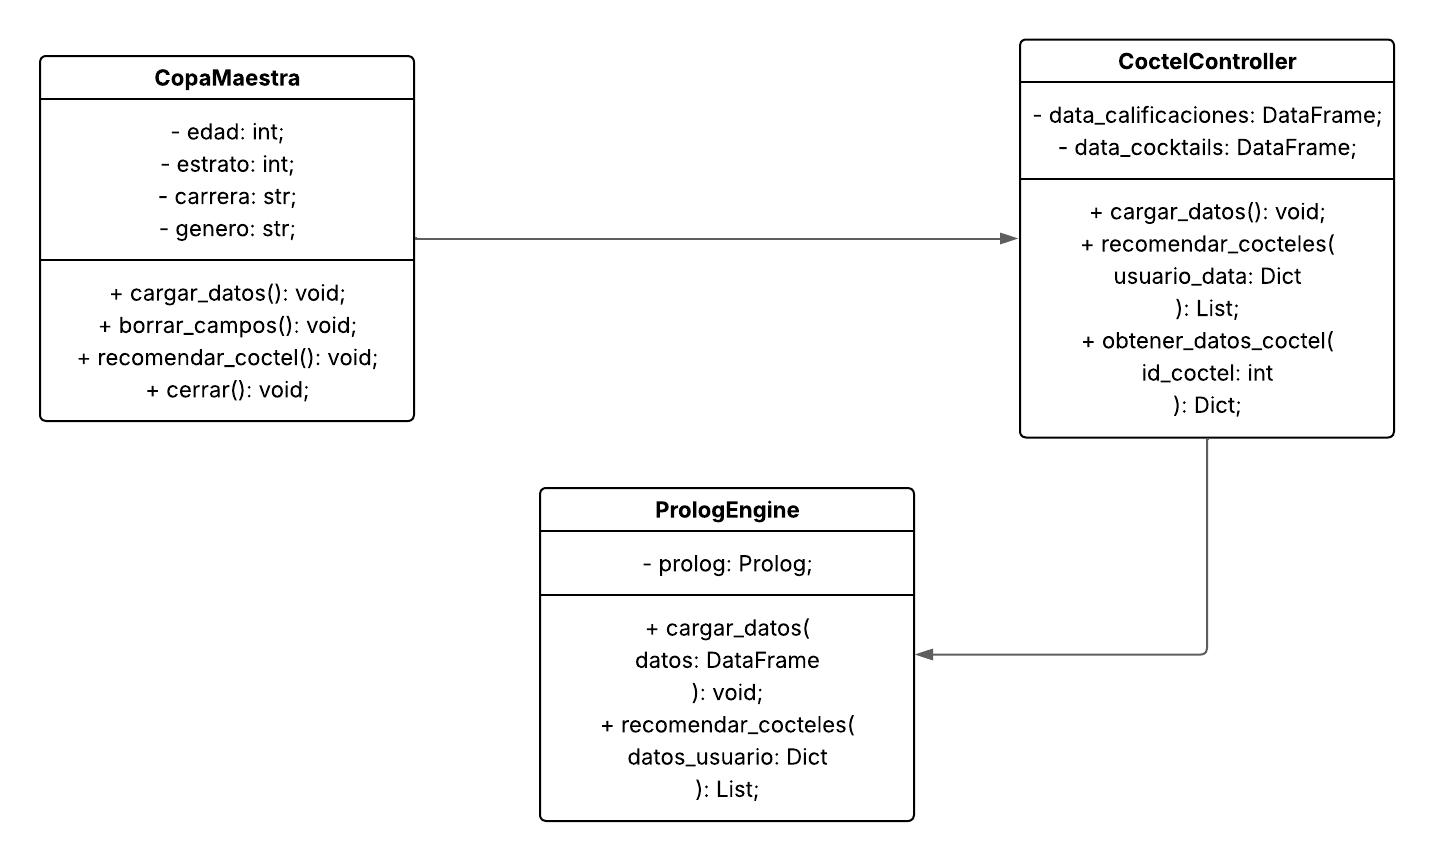 CopaMaestra
- edad: int;
- estrato: int;
- carrera: str;
- genero: str;
+ cargar_datos(): void;
+ borrar_campos(): void;
+ recomendar_coctel(): void;
+ cerrar(): void;
CoctelController
- data_calificaciones: DataFrame;
- data_cocktails: DataFrame;
+ cargar_datos(): void;
+ recomendar_cocteles(
usuario_data: Dict
): List;
+ obtener_datos_coctel(
id_coctel: int
): Dict;
PrologEngine
- prolog: Prolog;
+ cargar_datos(
datos: DataFrame
): void;
+ recomendar_cocteles(
datos_usuario: Dict
): List;